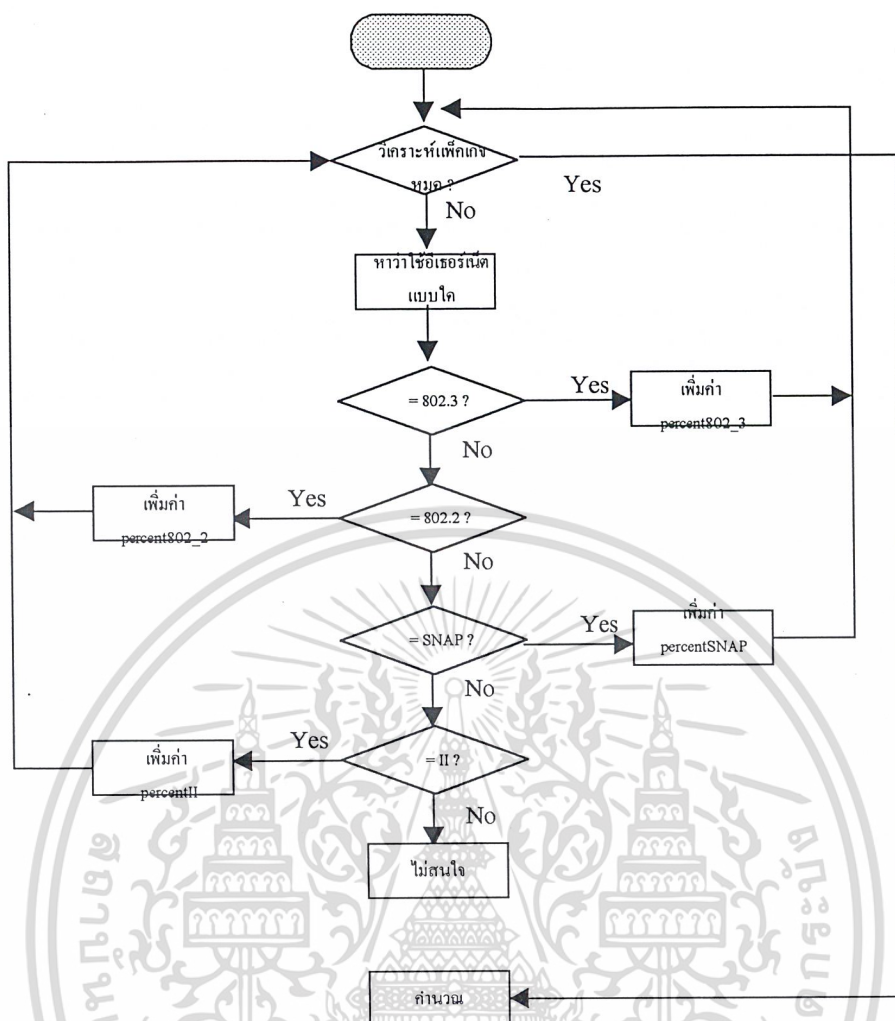 วิเคราะห์แพ็คเกจ
หมด ?
Yes
No
หาว่าใช้อีเธอร์เน็ต
แบบใด
= 802.3 ?
Yes
เพิ่มค่า
percent802_3
No
เพิ่มค่า
percent802_2
Yes
= 802.2 ?
No
= SNAP ?
Yes
เพิ่มค่า
percentSNAP
No
เพิ่มค่า
percentII
Yes
= II ?
No
ไม่สนใจ
คำนวณ